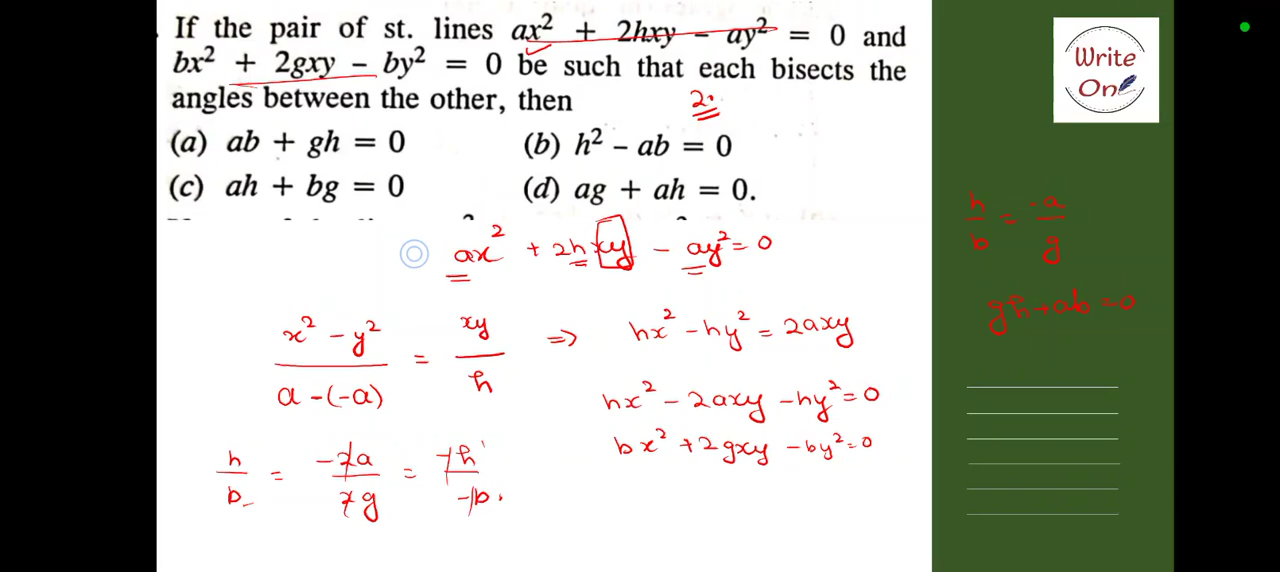 If the pair of st. lines ax² + 2hxy – ay² = 0 and
bx² + 2gxy – by² = 0 be such that each bisects the
angles between the other, then
(a) ab + gh = 0 (b) h² – ab = 0
(c) ah + bg = 0 (d) ag + ah = 0.
ax² + 2hxy – ay² = 0
(x² – y²)/(a – (–a)) = xy/h ⇒ hx² – hy² = 2axy
hx² – 2axy – hy² = 0
bx² + 2gxy – by² = 0
h/b = –2a/2g = –h/–b
Write
On
h/b = –a/g
gh + ab = 0